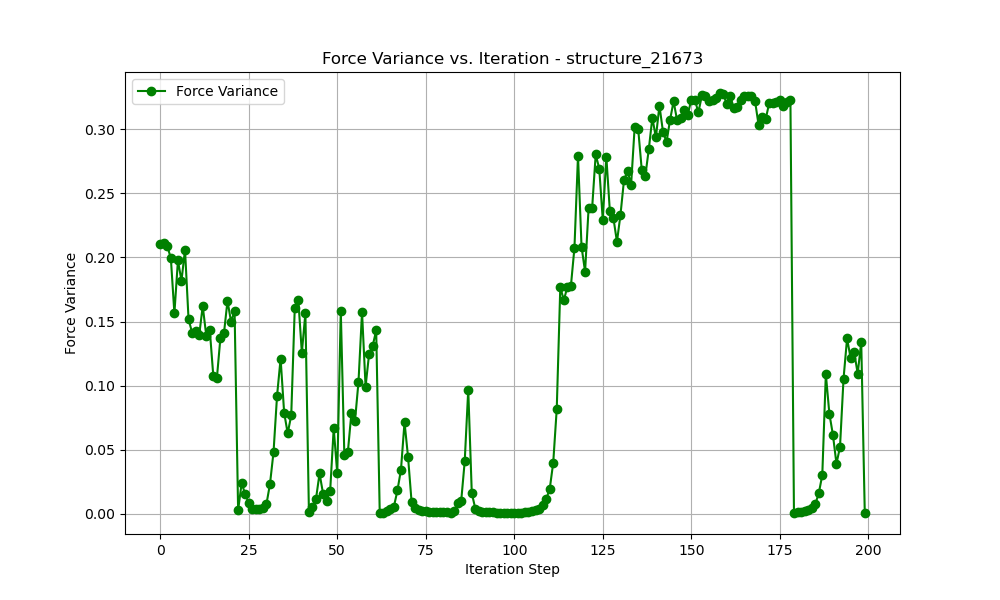 Force Variance vs. Iteration - structure_21673
Force Variance
0.30
0.25
0.20
0.15
0.10
0.05
0.00
Force Variance
0 25 50 75 100 125 150 175 200
Iteration Step